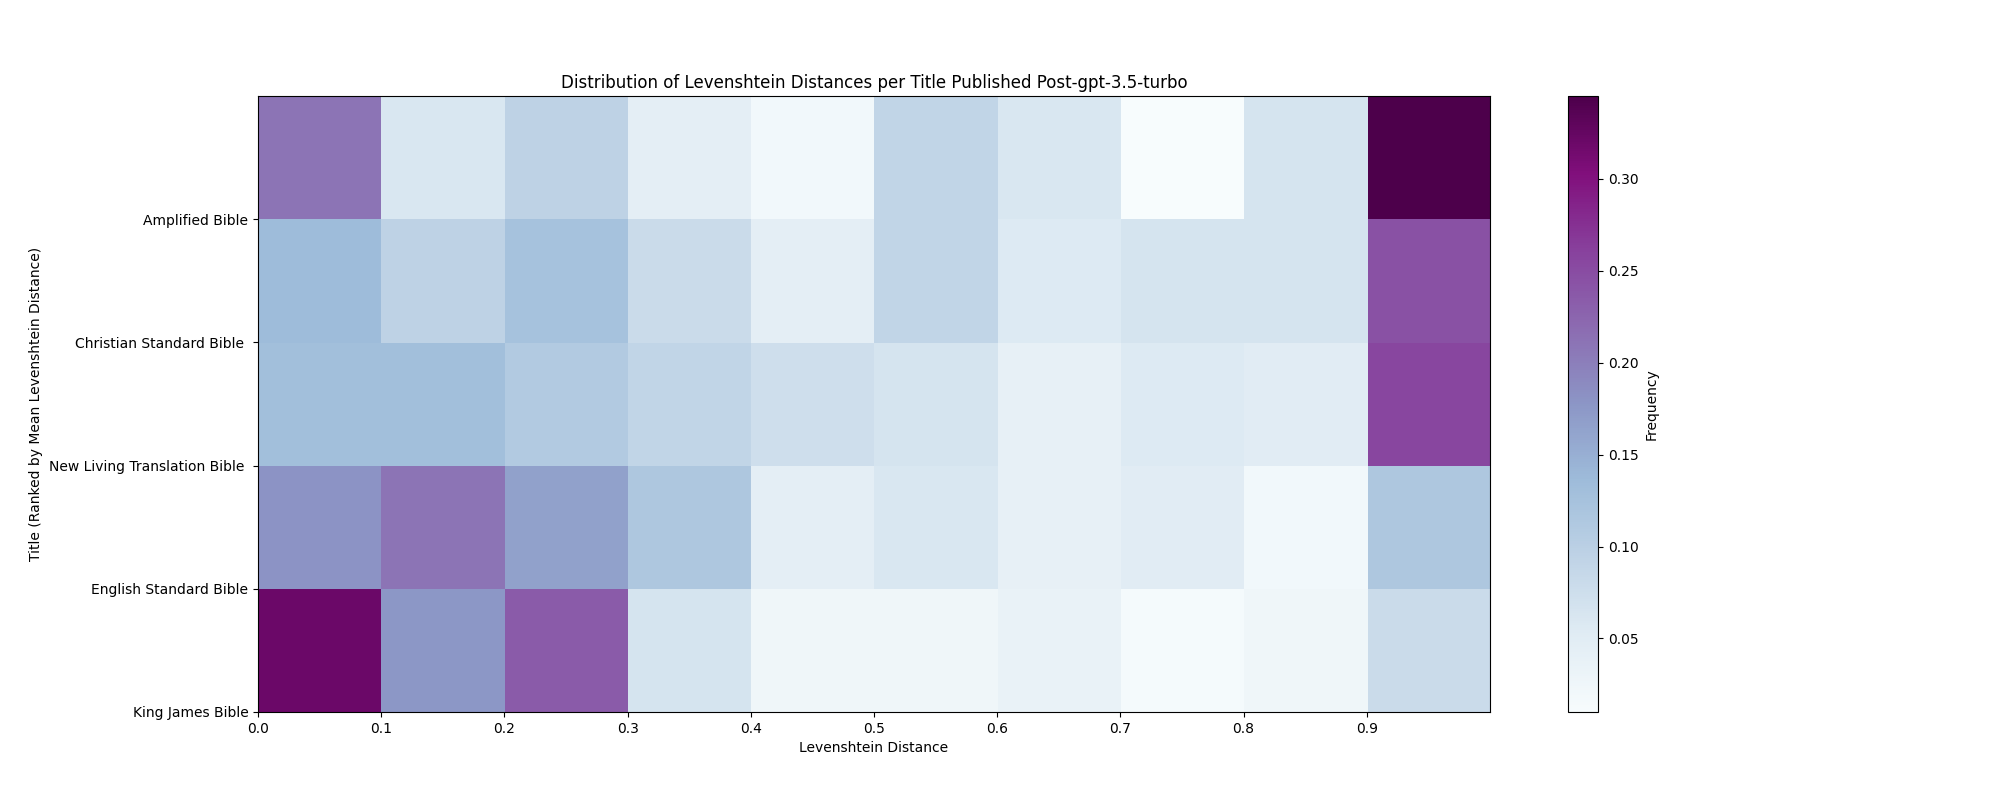 Distribution of Levenshtein Distances per Title Published Post-gpt-3.5-turbo
Title (Ranked by Mean Levenshtein Distance)
Amplified Bible
Christian Standard Bible
New Living Translation Bible
English Standard Bible
King James Bible
0.0 0.1 0.2 0.3 0.4 0.5 0.6 0.7 0.8 0.9
Levenshtein Distance
0.30
0.25
0.20
0.15
0.10
0.05
Frequency